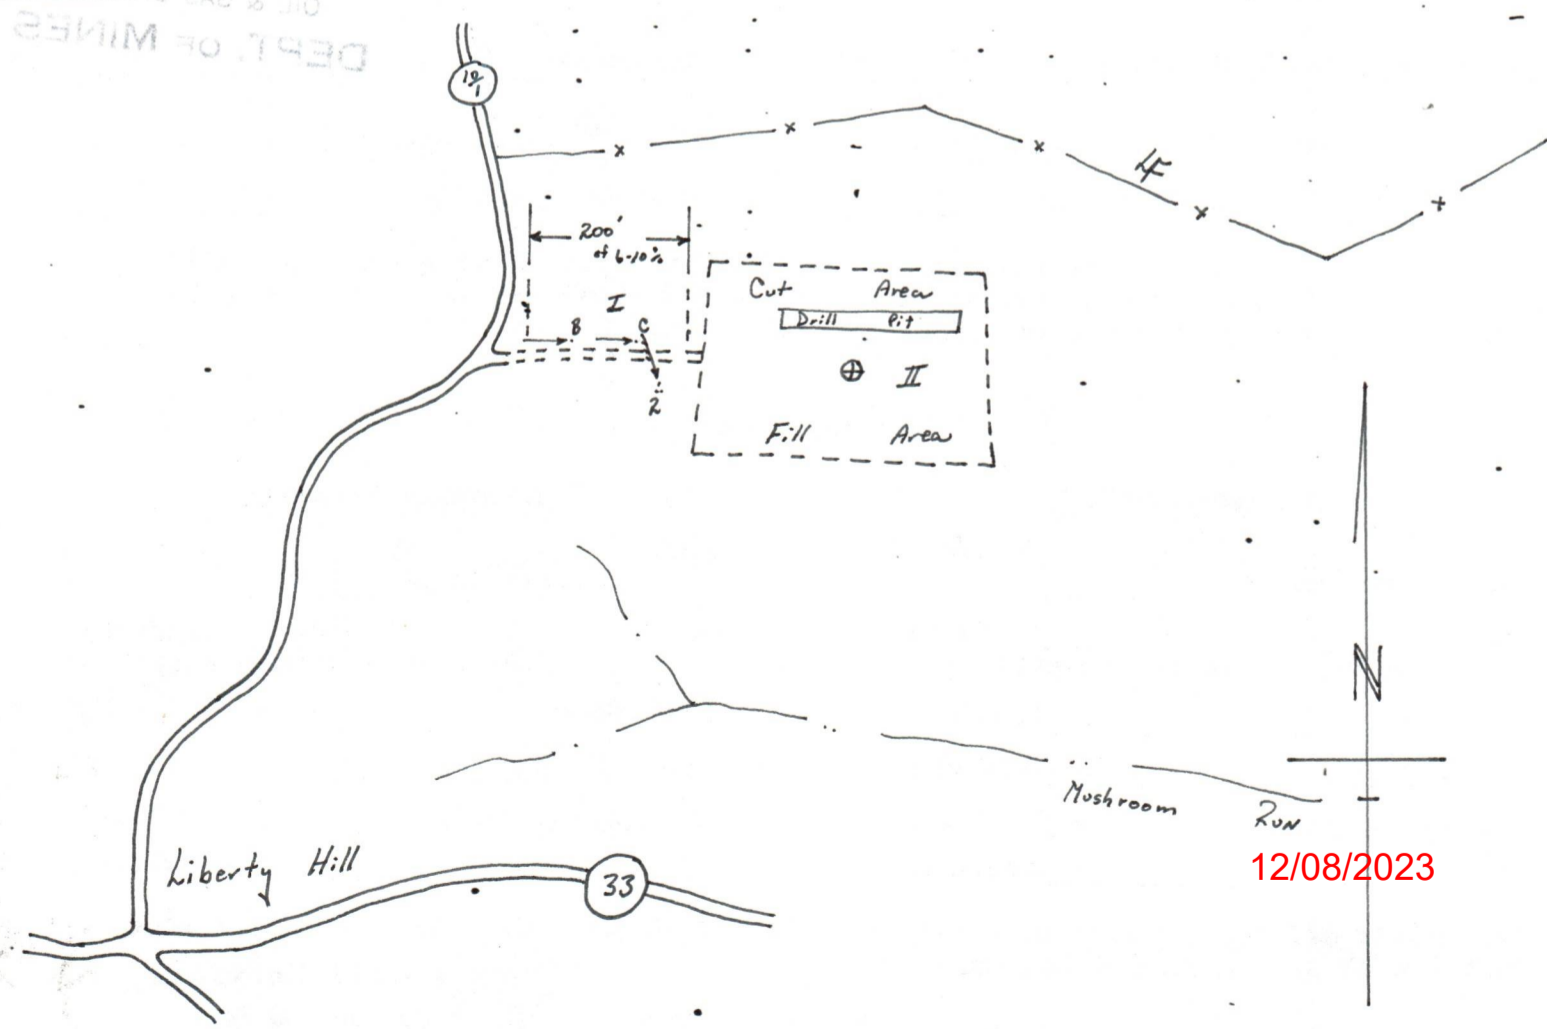 DEPT. OF MINES
19/1
LF
200'
of 6-10%
I
B
C
2
Cut Area
Drill Pit
II
Fill Area
N
Mushroom Run
12/08/2023
Liberty Hill
33